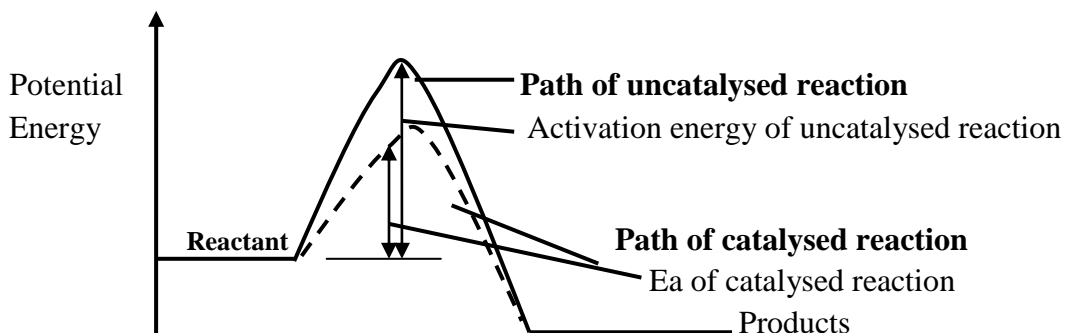 Potential
Energy
Path of uncatalysed reaction
Activation energy of uncatalysed reaction
Reactant
Path of catalysed reaction
Ea of catalysed reaction
Products